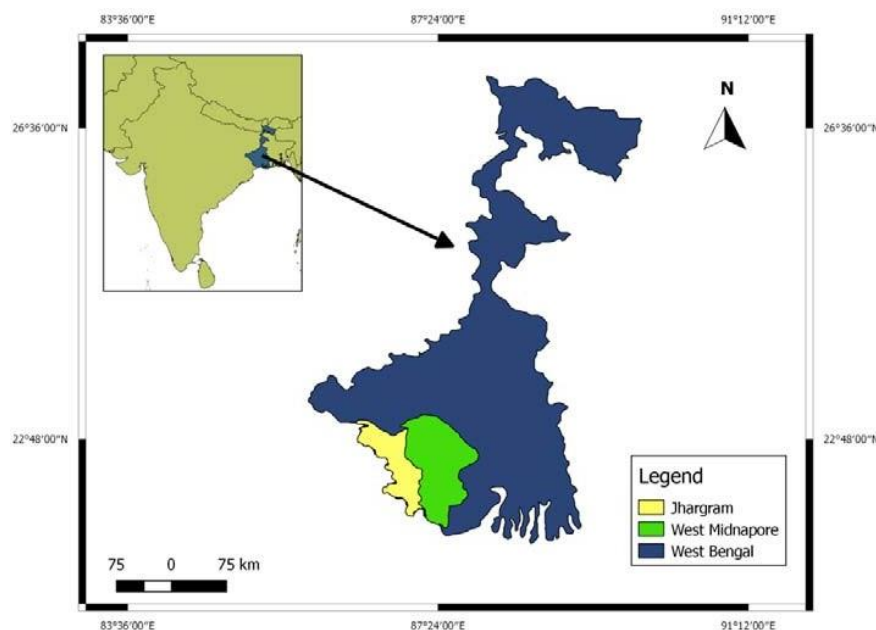 83°36′00″E
87°24′00″E
91°12′00″E
N
26°36′00″N
26°36′00″N
22°48′00″N
22°48′00″N
Legend
Jhargram
West Midnapore
West Bengal
75 0 75 km
83°36′00″E
87°24′00″E
91°12′00″E